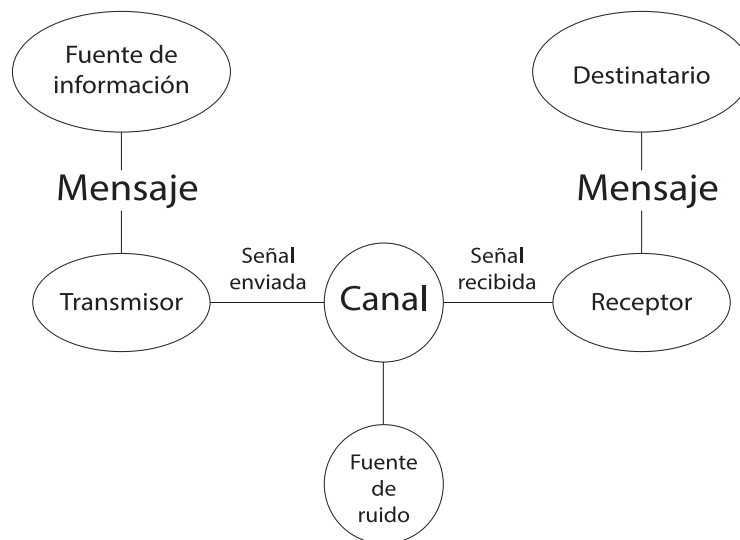 Fuente de
información
Destinatario
Mensaje
Mensaje
Señal
enviada
Señal
recibida
Transmisor
Canal
Receptor
Fuente
de
ruido